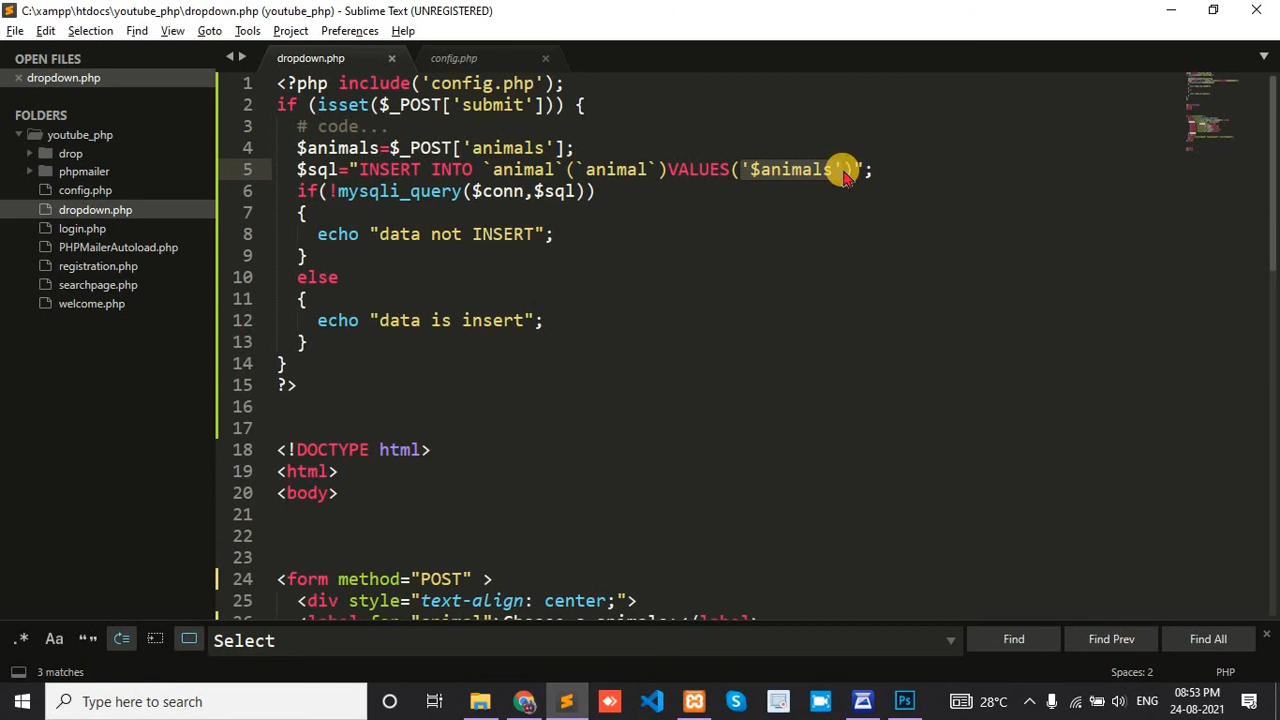 C:\xampp\htdocs\youtube_php\dropdown.php (youtube_php) - Sublime Text (UNREGISTERED)
File Edit Selection Find View Goto Tools Project Preferences Help
OPEN FILES
dropdown.php
FOLDERS
youtube_php
drop
phpmailer
config.php
dropdown.php
login.php
PHPMailerAutoload.php
registration.php
searchpage.php
welcome.php
dropdown.php
config.php
1 <?php include('config.php');
2 if (isset($_POST['submit'])) {
3 # code...
4 $animals=$_POST['animals'];
5 $sql="INSERT INTO `animal`(`animal`)VALUES('$animals')";
6 if(!mysqli_query($conn,$sql))
7 {
8 echo "data not INSERT";
9 }
10 else
11 {
12 echo "data is insert";
13 }
14 }
15 ?>
16
17
18 <!DOCTYPE html>
19 <html>
20 <body>
21
22
23
24 <form method="POST" >
25 <div style="text-align: center;">
.* Aa “” Select Find Find Prev Find All
3 matches Spaces: 2 PHP
Type here to search 28°C ENG 08:53 PM
24-08-2021